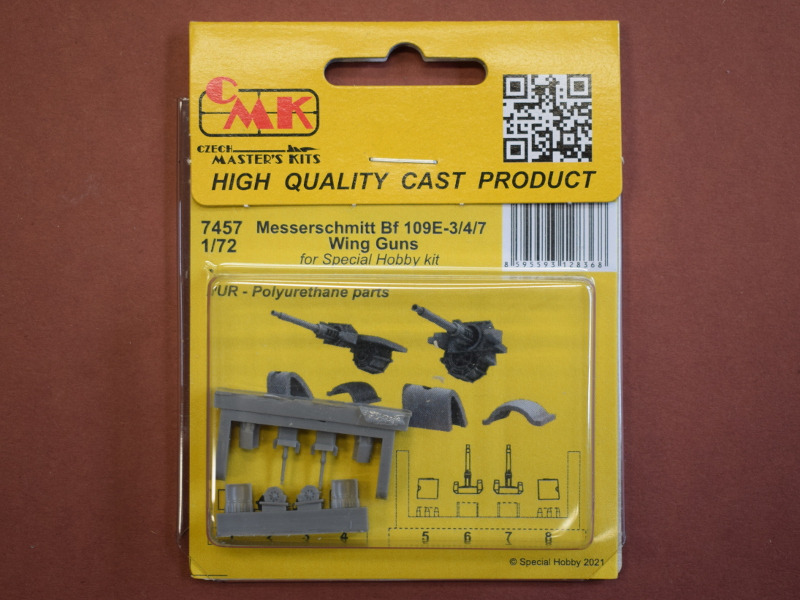 CMK
CZECH
MASTER'S KITS
HIGH QUALITY CAST PRODUCT
7457 Messerschmitt Bf 109E-3/4/7
1/72 Wing Guns
for Special Hobby kit
8595593128368
PUR - Polyurethane parts
1 2 3 4 5 6 7 8
© Special Hobby 2021